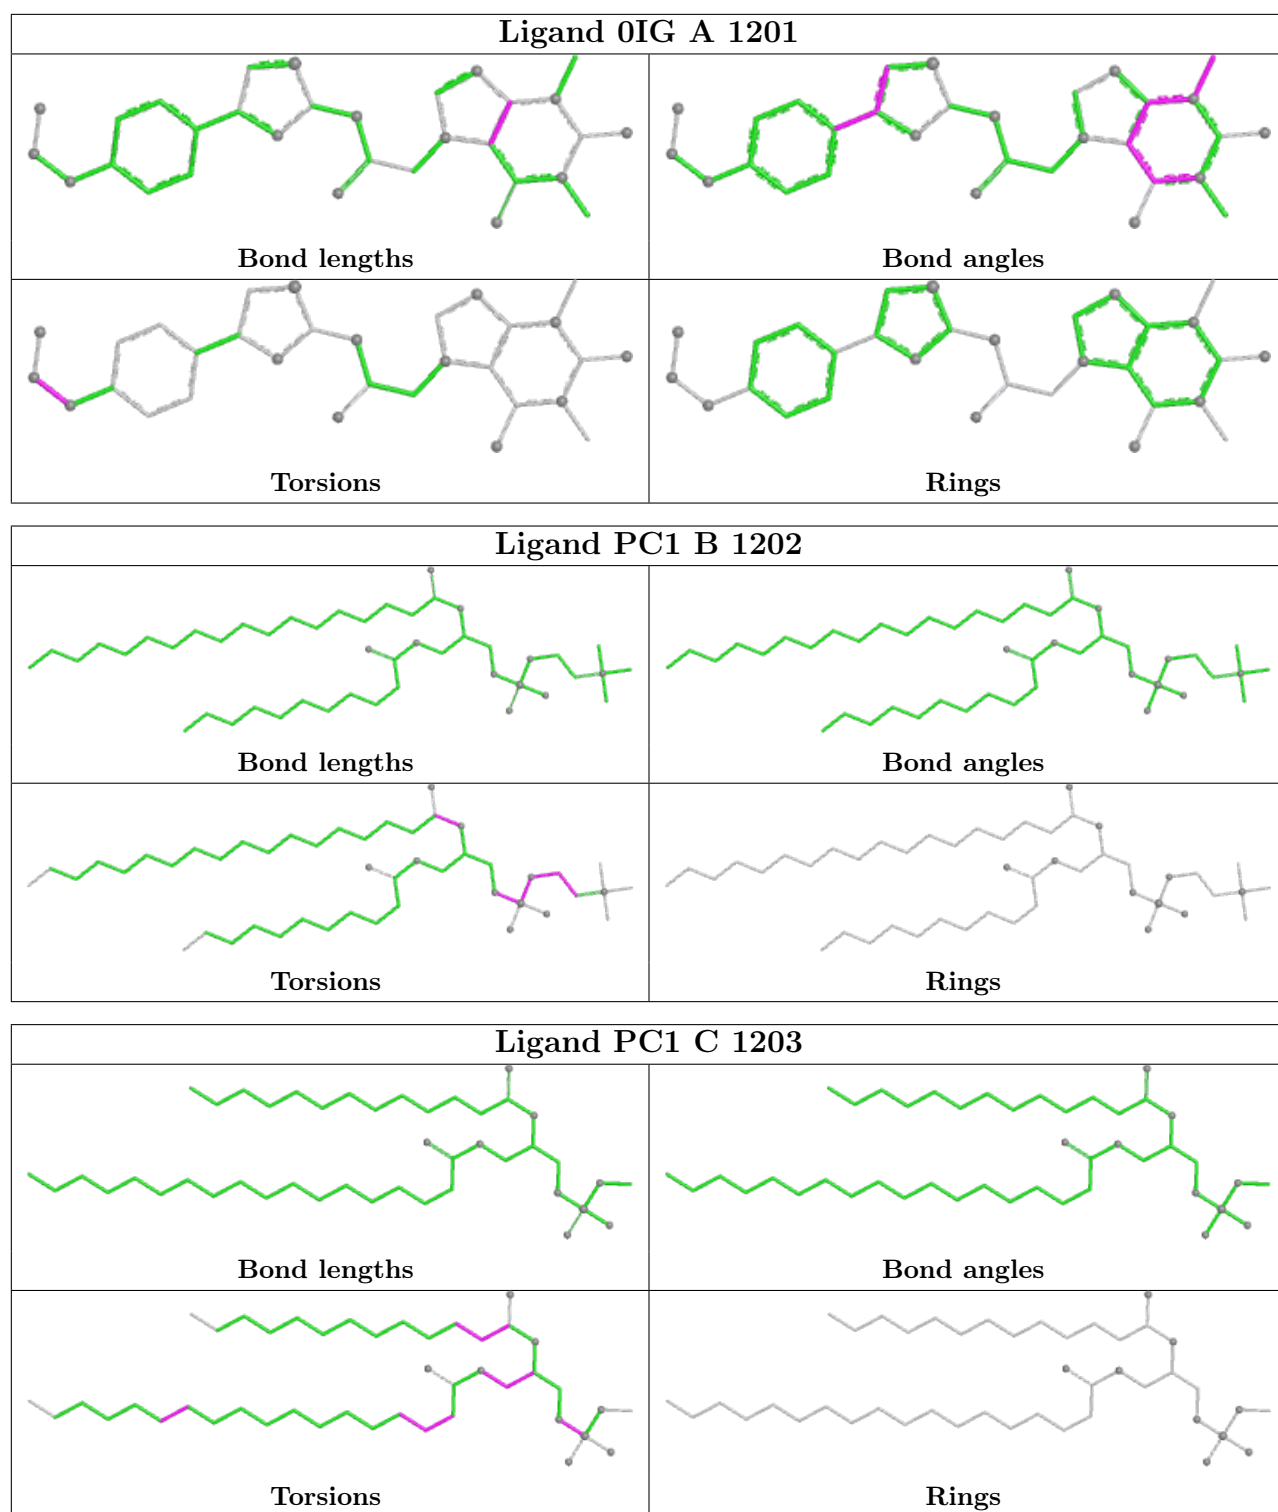 Ligand 0IG A 1201
Bond lengths
Bond angles
Torsions
Rings
Ligand PC1 B 1202
Bond lengths
Bond angles
Torsions
Rings
Ligand PC1 C 1203
Bond lengths
Bond angles
Torsions
Rings